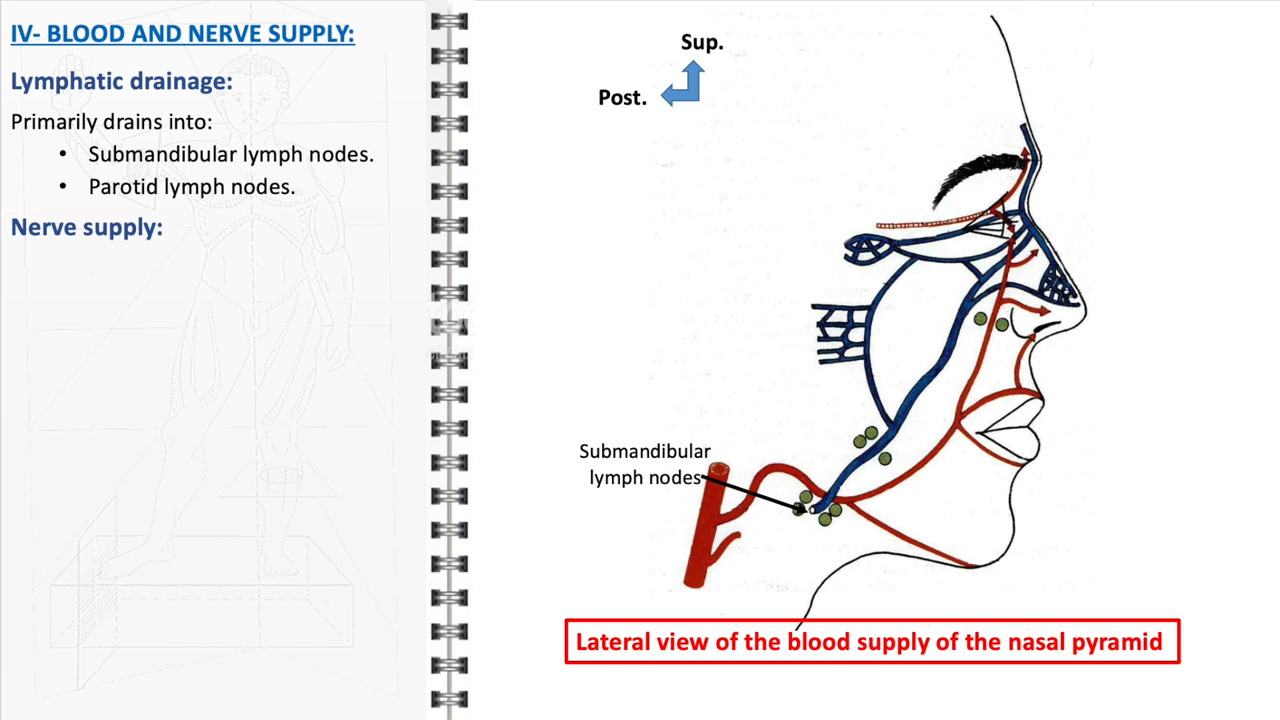 IV- BLOOD AND NERVE SUPPLY:
Lymphatic drainage:
Primarily drains into:
• Submandibular lymph nodes.
• Parotid lymph nodes.
Nerve supply:
Sup.
Post.
Submandibular
lymph nodes
Lateral view of the blood supply of the nasal pyramid